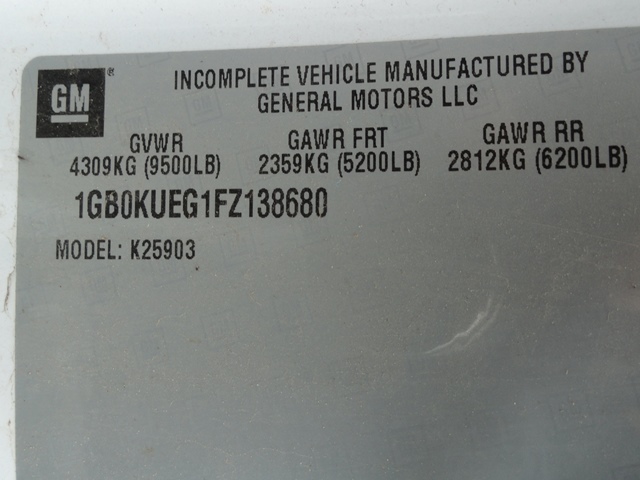 GM®
INCOMPLETE VEHICLE MANUFACTURED BY
GENERAL MOTORS LLC
GVWR GAWR FRT GAWR RR
4309KG (9500LB) 2359KG (5200LB) 2812KG (6200LB)
1GB0KUEG1FZ138680
MODEL: K25903